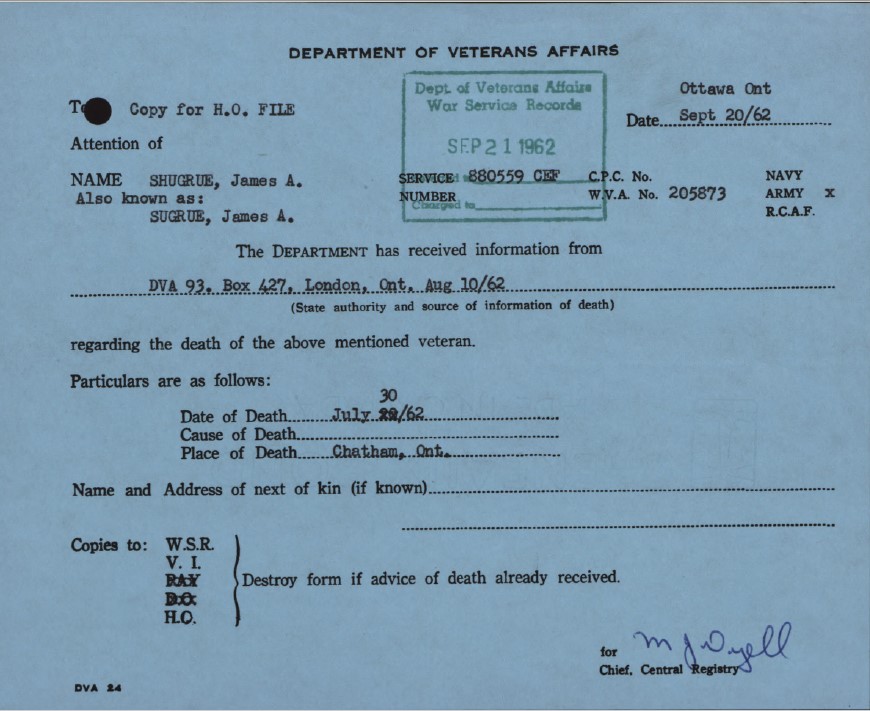 DEPARTMENT OF VETERANS AFFAIRS
Dept. of Veterans Affairs
War Service Records
SEP 21 1962
Charged to
Ottawa Ont
To Copy for H.O. FILE
Date Sept 20/62
Attention of
NAME SHUGRUE, James A.
Also known as:
SUGRUE, James A.
SERVICE 880559 CEF
NUMBER
C.P.C. No.
W.V.A. No. 205873
NAVY
ARMY x
R.C.A.F.
The DEPARTMENT has received information from
DVA 93, Box 427, London, Ont, Aug 10/62
(State authority and source of information of death)
regarding the death of the above mentioned veteran.
Particulars are as follows:
30
Date of Death July /62
Cause of Death
Place of Death Chatham, Ont.
Name and Address of next of kin (if known)
Copies to: W.S.R.
V. I.
RAY
D.O.
H.O.
Destroy form if advice of death already received.
for M J
Chief, Central Registry
DVA 24